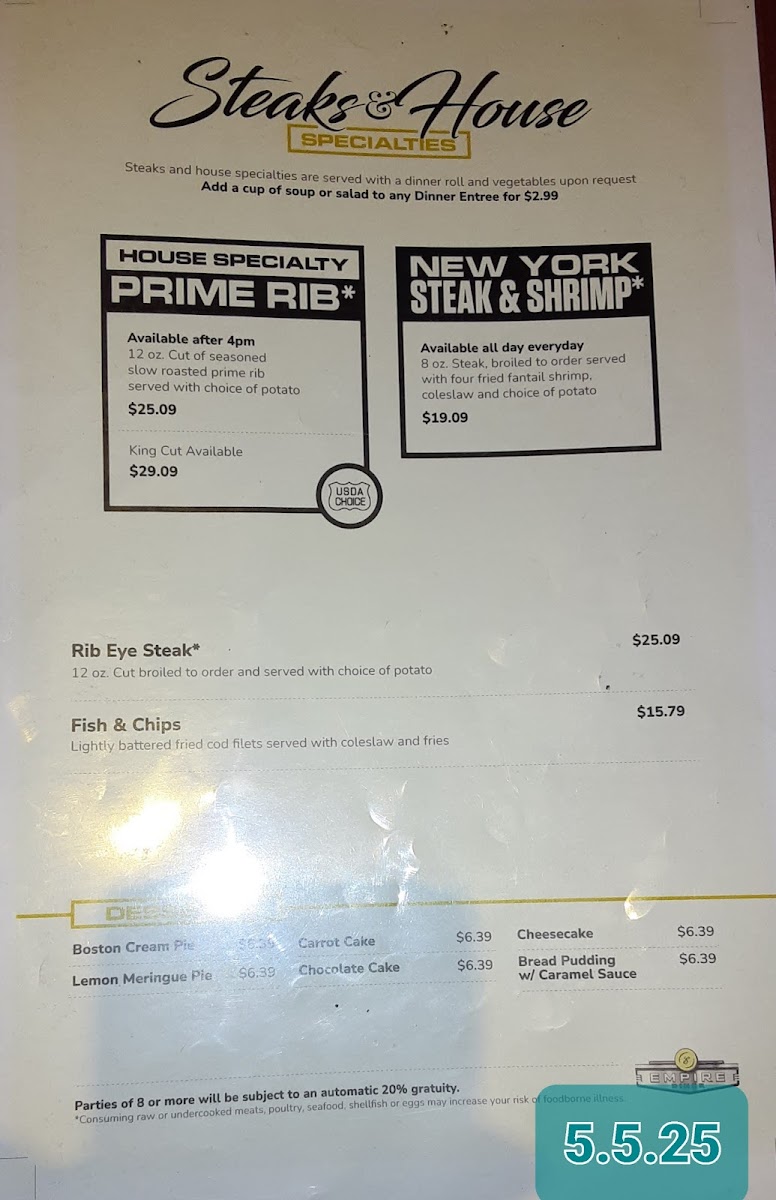 Steaks & House
SPECIALTIES
Steaks and house specialties are served with a dinner roll and vegetables upon request
Add a cup of soup or salad to any Dinner Entree for $2.99
HOUSE SPECIALTY
PRIME RIB*
Available after 4pm
12 oz. Cut of seasoned
slow roasted prime rib
served with choice of potato
$25.09
King Cut Available
$29.09
USDA
CHOICE
NEW YORK
STEAK & SHRIMP*
Available all day everyday
8 oz. Steak, broiled to order served
with four fried fantail shrimp,
coleslaw and choice of potato
$19.09
Rib Eye Steak* $25.09
12 oz. Cut broiled to order and served with choice of potato
Fish & Chips $15.79
Lightly battered fried cod filets served with coleslaw and fries
Boston Cream Pie $6.39
Lemon Meringue Pie $6.39
Carrot Cake $6.39
Chocolate Cake $6.39
Cheesecake $6.39
Bread Pudding $6.39
w/ Caramel Sauce
EMPIRE
Parties of 8 or more will be subject to an automatic 20% gratuity.
*Consuming raw or undercooked meats, poultry, seafood, shellfish or eggs may increase your risk of foodborne illness.
5.5.25